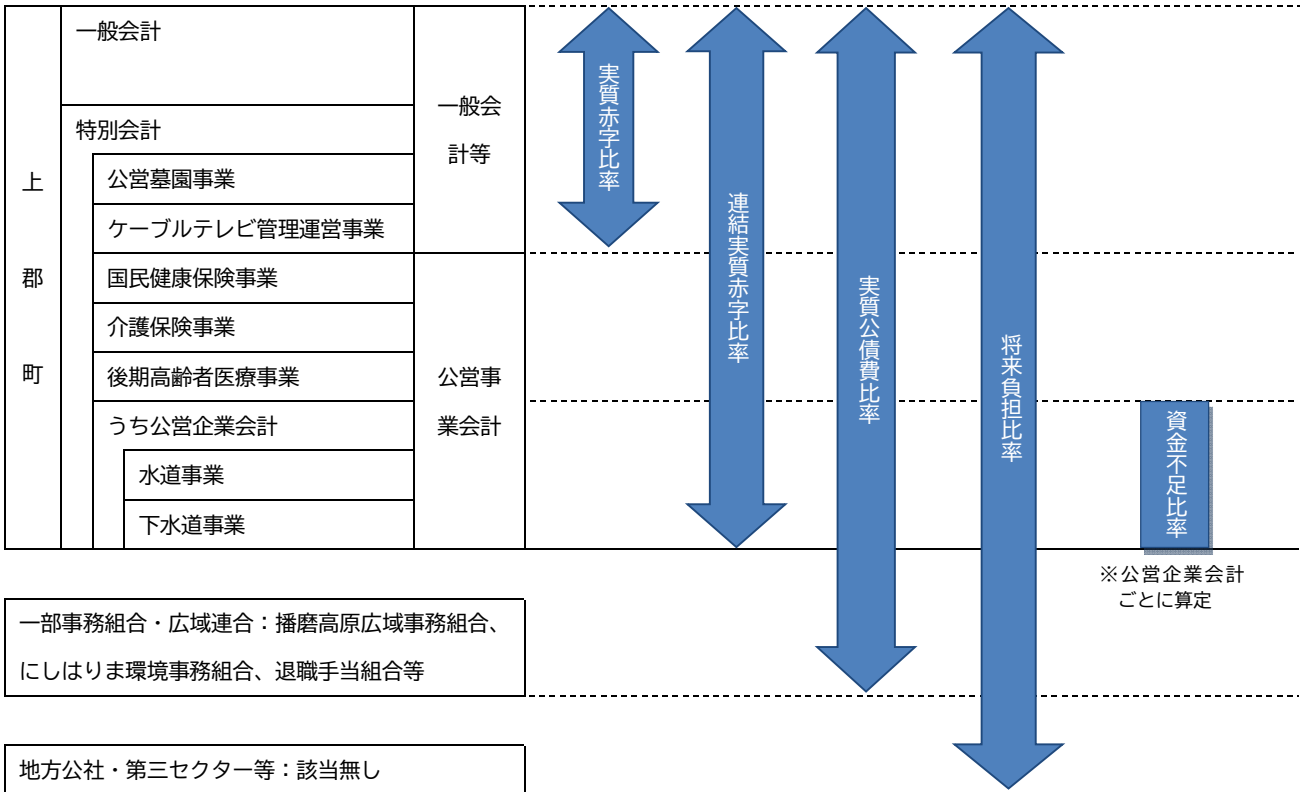 上郡町
一般会計
特別会計
公営墓園事業
ケーブルテレビ管理運営事業
国民健康保険事業
介護保険事業
後期高齢者医療事業
うち公営企業会計
水道事業
下水道事業
一般会
計等
公営事
業会計
実質赤字比率
連結実質赤字比率
実質公債費比率
将来負担比率
資金不足比率
※公営企業会計
ごとに算定
一部事務組合・広域連合：播磨高原広域事務組合、
にしはりま環境事務組合、退職手当組合等
地方公社・第三セクター等：該当無し